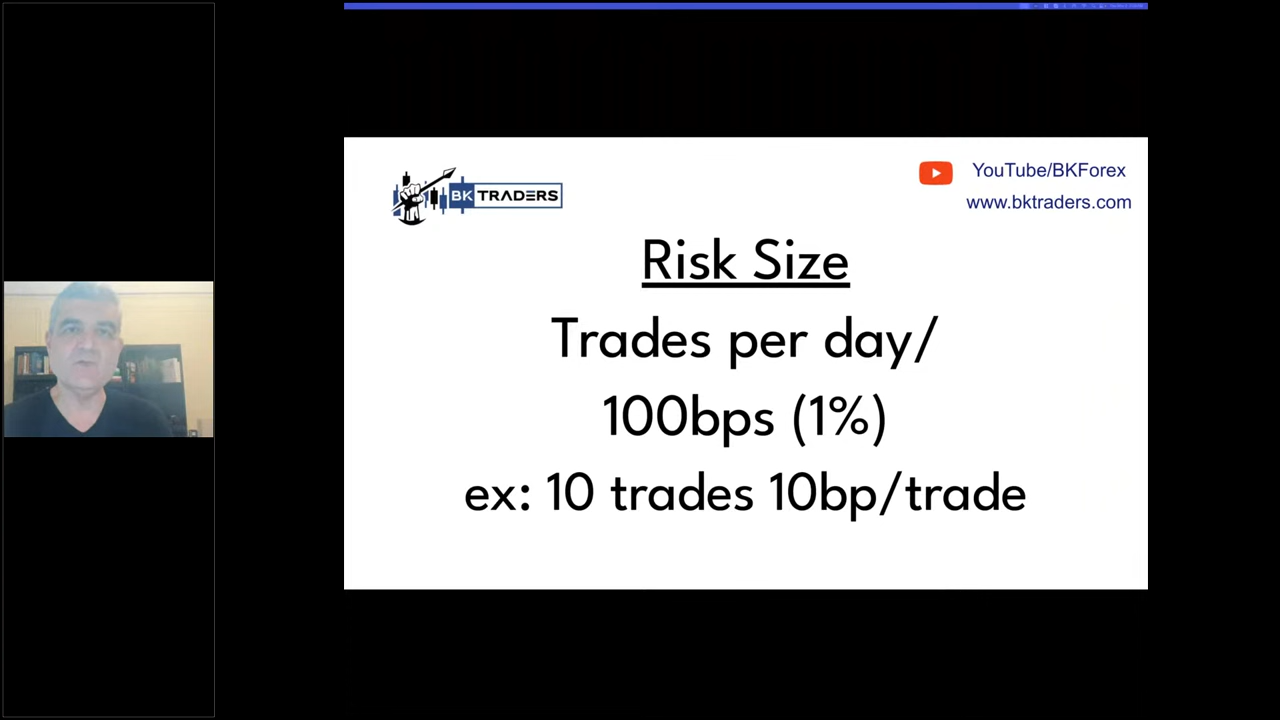 BK TRADERS
YouTube/BKForex
www.bktraders.com
Risk Size
Trades per day/
100bps (1%)
ex: 10 trades 10bp/trade